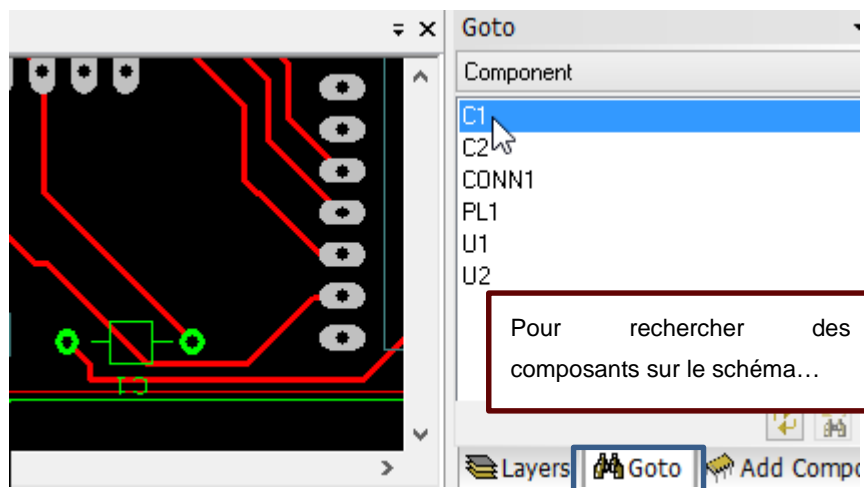 Goto
Component
C1
C2
CONN1
PL1
U1
U2
Pour rechercher des
composants sur le schéma…
C1
Layers
Goto
Add Compo